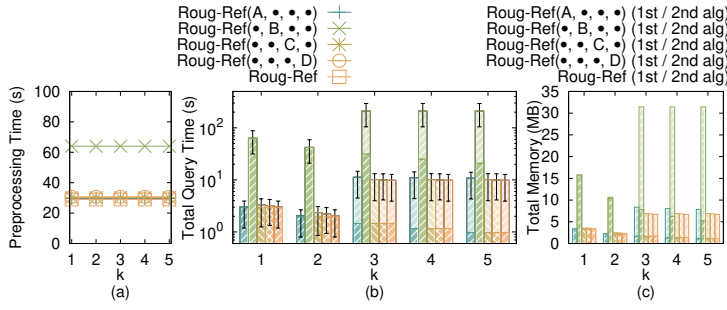 Roug-Ref(A, •, •, •)
Roug-Ref(•, B, •, •)
Roug-Ref(•, •, C, •)
Roug-Ref(•, •, •, D)
Roug-Ref
Roug-Ref(A, •, •, •) (1st / 2nd alg)
Roug-Ref(•, B, •, •) (1st / 2nd alg)
Roug-Ref(•, •, C, •) (1st / 2nd alg)
Roug-Ref(•, •, •, D) (1st / 2nd alg)
Roug-Ref (1st / 2nd alg)
Preprocessing Time (s)
100
80
60
40
20
0
1 2 3 4 5
k
(a)
Total Query Time (s)
10²
10¹
10⁰
1 2 3 4 5
k
(b)
Total Memory (MB)
35
30
25
20
15
10
5
0
1 2 3 4 5
k
(c)